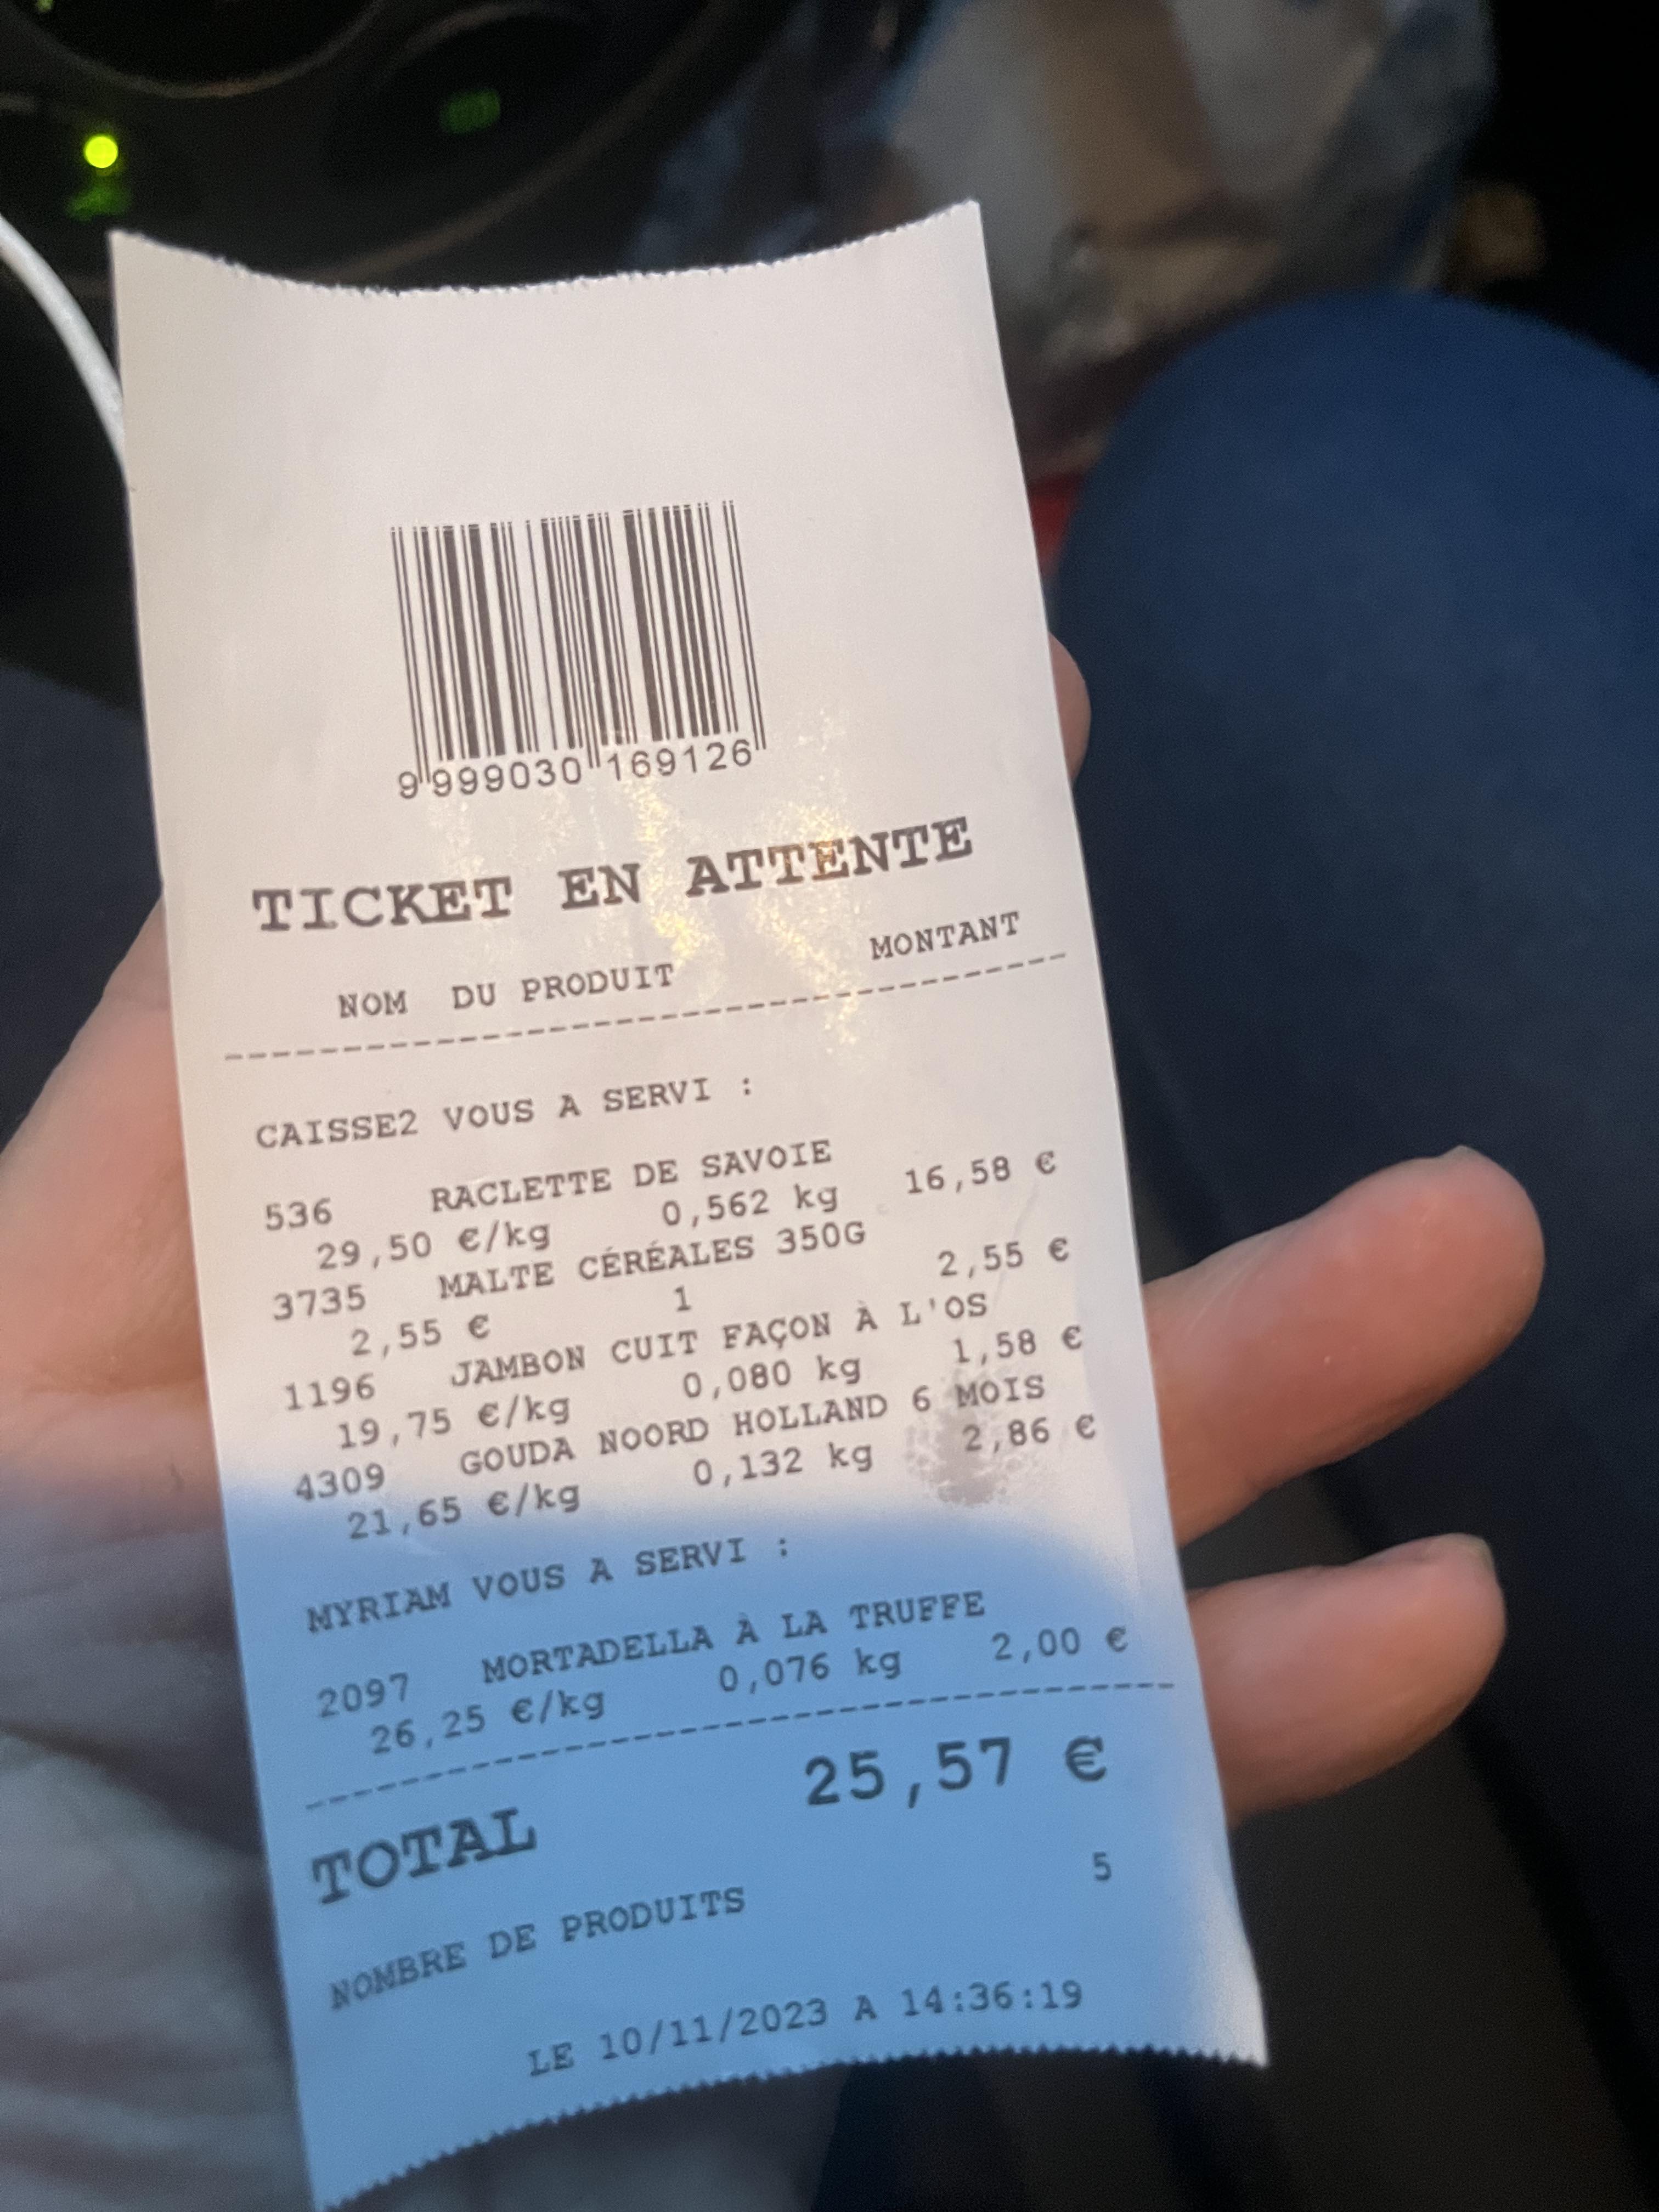 9 999030 169126
TICKET EN ATTENTE
NOM DU PRODUIT MONTANT
CAISSE2 VOUS A SERVI :
536 RACLETTE DE SAVOIE
29,50 €/kg 0,562 kg 16,58 €
3735 MALTE CÉRÉALES 350G
2,55 € 1 2,55 €
1196 JAMBON CUIT FAÇON À L'OS
19,75 €/kg 0,080 kg 1,58 €
4309 GOUDA NOORD HOLLAND 6 MOIS
21,65 €/kg 0,132 kg 2,86 €
MYRIAM VOUS A SERVI :
2097 MORTADELLA À LA TRUFFE
26,25 €/kg 0,076 kg 2,00 €
TOTAL 25,57 €
NOMBRE DE PRODUITS 5
LE 10/11/2023 A 14:36:19